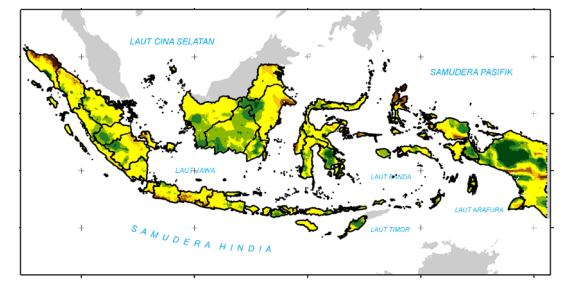 LAUT CINA SELATAN
SAMUDERA PASIFIK
LAUT JAWA
LAUT BANDA
LAUT ARAFURA
LAUT TIMOR
SAMUDERA HINDIA